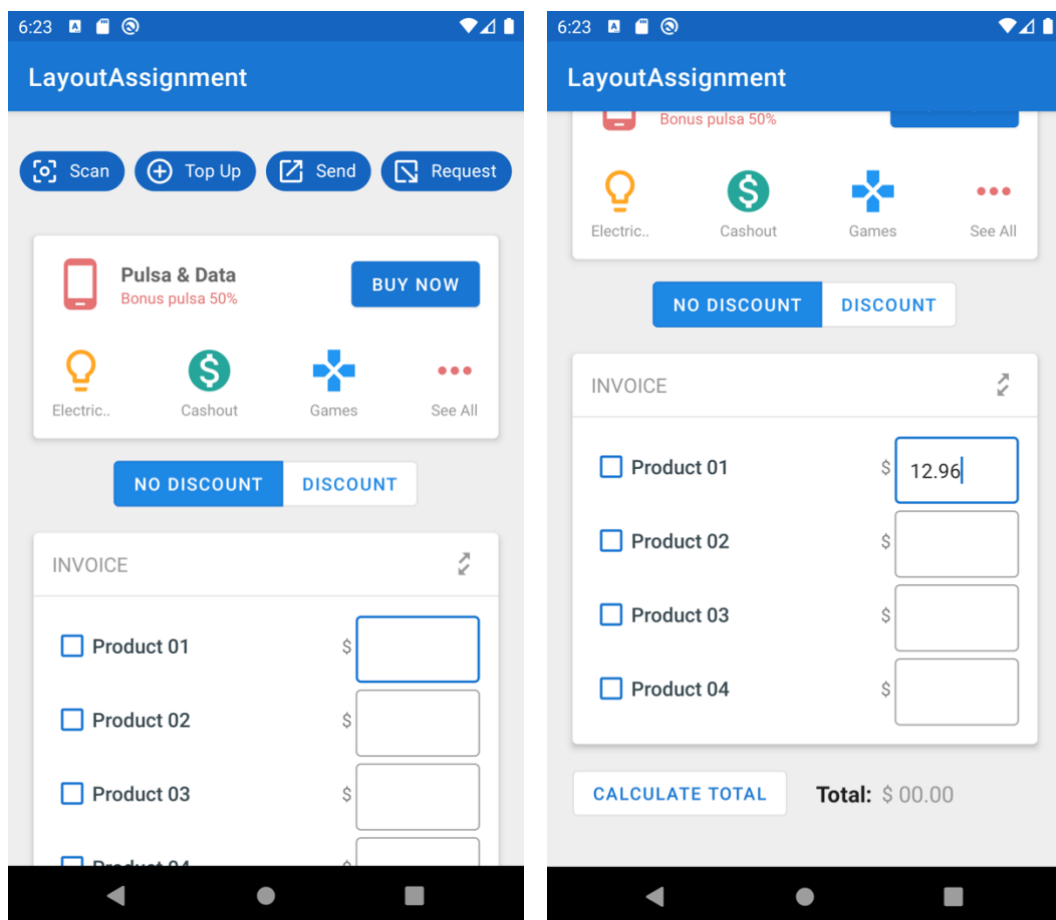 6:23
LayoutAssignment
Scan Top Up Send Request
Pulsa & Data
Bonus pulsa 50%
BUY NOW
Electric.. Cashout Games See All
NO DISCOUNT DISCOUNT
INVOICE
Product 01 $
Product 02 $
Product 03 $
Product 04 $
6:23
LayoutAssignment
Bonus pulsa 50%
Electric.. Cashout Games See All
NO DISCOUNT DISCOUNT
INVOICE
Product 01 $ 12.96
Product 02 $
Product 03 $
Product 04 $
CALCULATE TOTAL Total: $ 00.00